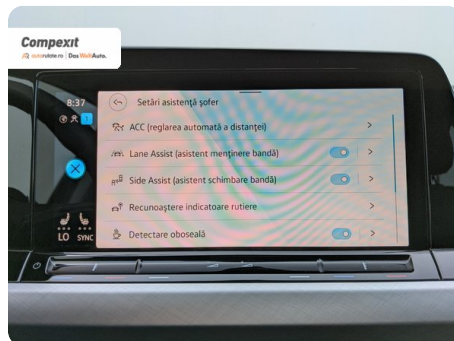 Compexit
autorulate.ro | Das WeltAuto.
8:37
Setări asistență șofer
ACC (reglarea automată a distanței)
Lane Assist (asistent menținere bandă)
Side Assist (asistent schimbare bandă)
Recunoaștere indicatoare rutiere
Detectare oboseală
LO SYNC